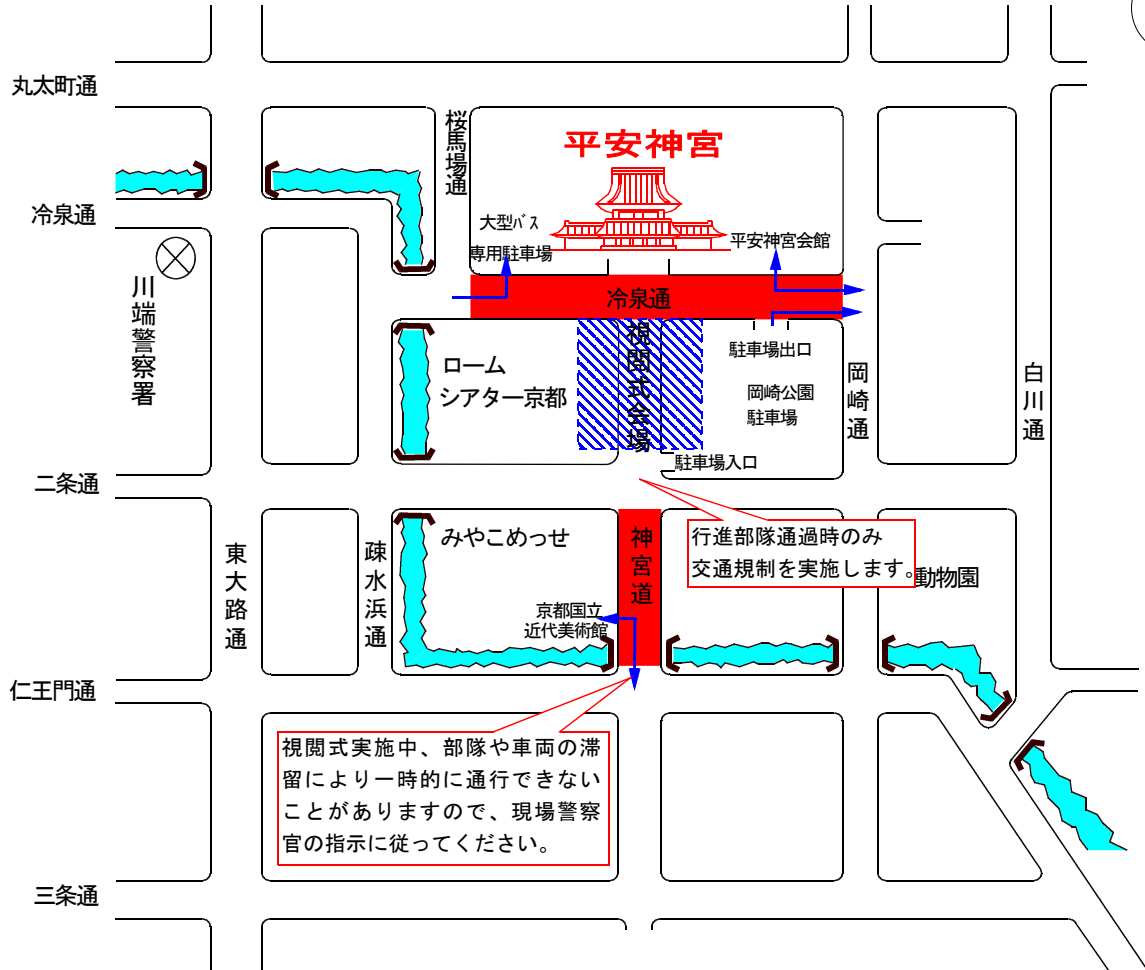 丸太町通
桜馬場通
平安神宮
冷泉通
大型バス
専用駐車場
平安神宮会館
川端警察署
冷泉通
視閲式会場
駐車場出口
ローム
シアター京都
岡崎公園
駐車場
岡崎通
白川通
駐車場入口
二条通
東大路通
疎水浜通
みやこめっせ
神宮道
行進部隊通過時のみ
交通規制を実施します。
動物園
京都国立
近代美術館
仁王門通
視閲式実施中、部隊や車両の滞
留により一時的に通行できない
ことがありますので、現場警察
官の指示に従ってください。
三条通